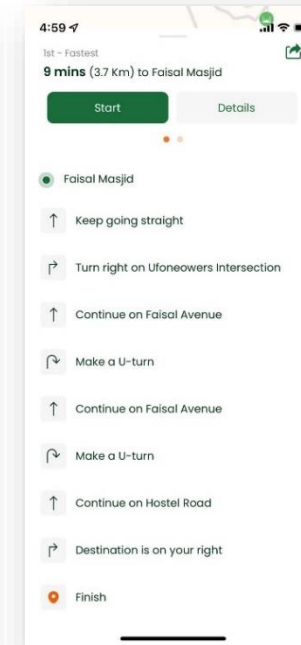 4:59
1st - Fastest
9 mins (3.7 Km) to Faisal Masjid
Start
Details
Faisal Masjid
Keep going straight
Turn right on Ufoneowers Intersection
Continue on Faisal Avenue
Make a U-turn
Continue on Faisal Avenue
Make a U-turn
Continue on Hostel Road
Destination is on your right
Finish